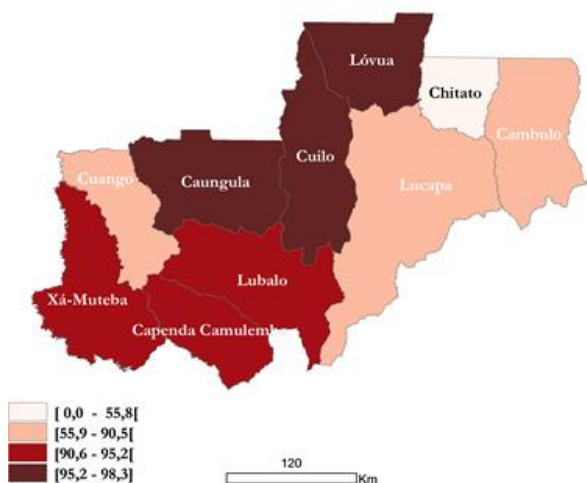 Lóvua
Chitato
Cambulo
Cuango
Caungula
Cuilo
Lucapa
Xá-Muteba
Lubalo
Capenda Camulemb
[ 0,0 - 55,8[
[55,9 - 90,5[
[90,6 - 95,2[
[95,2 - 98,3]
120
Km